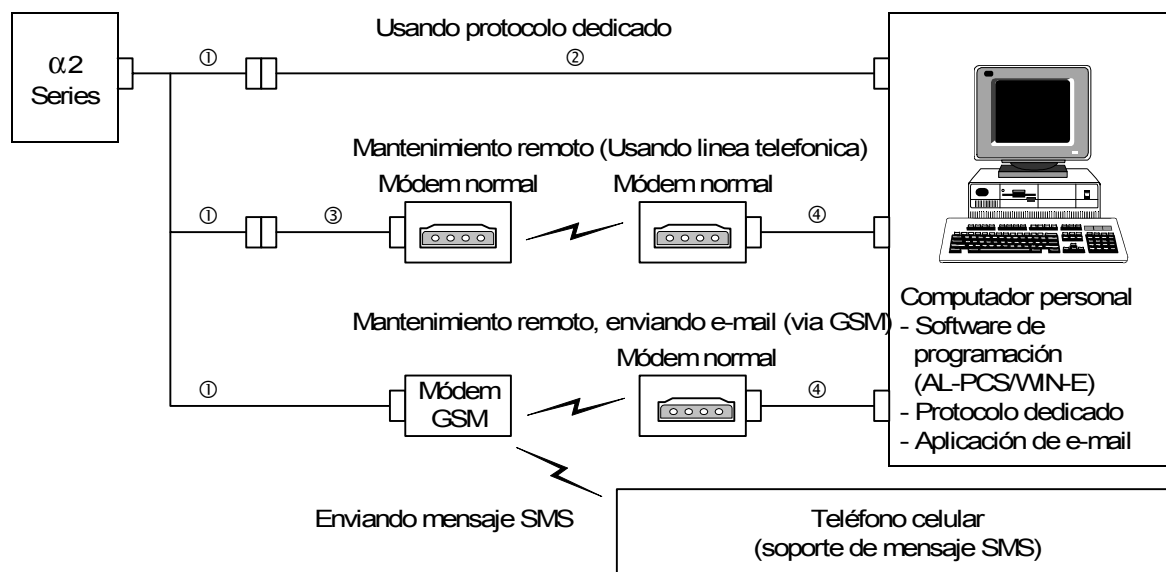 α2
Series
Usando protocolo dedicado
①
②
Mantenimiento remoto (Usando linea telefonica)
Módem normal
Módem normal
①
③
④
Mantenimiento remoto, enviando e-mail (via GSM)
Módem normal
①
Módem
GSM
④
Computador personal
- Software de
programación
(AL-PCS/WIN-E)
- Protocolo dedicado
- Aplicación de e-mail
Enviando mensaje SMS
Teléfono celular
(soporte de mensaje SMS)